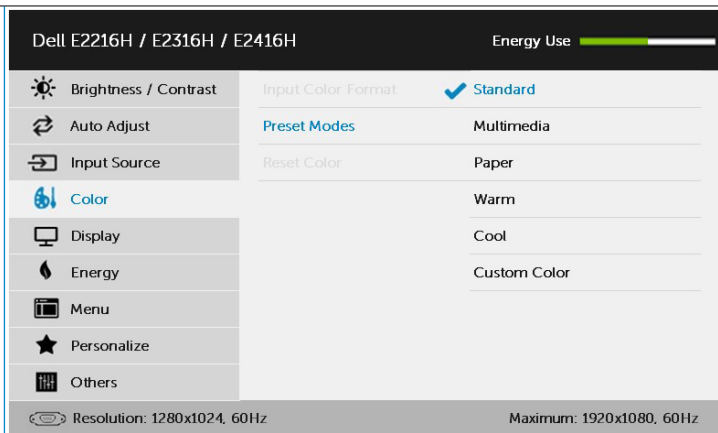 Dell E2216H / E2316H / E2416H Energy Use
Brightness / Contrast Input Color Format Standard
Auto Adjust Preset Modes Multimedia
Input Source Reset Color Paper
Color Warm
Display Cool
Energy Custom Color
Menu
Personalize
Others
Resolution: 1280x1024, 60Hz Maximum: 1920x1080, 60Hz